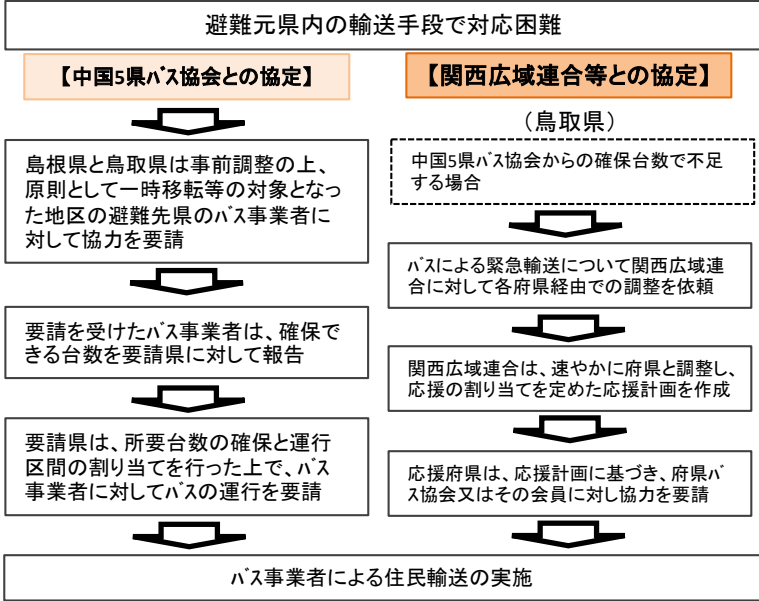 避難元県内の輸送手段で対応困難
【中国5県バス協会との協定】
島根県と鳥取県は事前調整の上、
原則として一時移転等の対象となっ
た地区の避難先県のバス事業者に
対して協力を要請
要請を受けたバス事業者は、確保で
きる台数を要請県に対して報告
要請県は、所要台数の確保と運行
区間の割り当てを行った上で、バス
事業者に対してバスの運行を要請
【関西広域連合等との協定】
（鳥取県）
中国5県バス協会からの確保台数で不足
する場合
バスによる緊急輸送について関西広域連
合に対して各府県経由での調整を依頼
関西広域連合は、速やかに府県と調整し、
応援の割り当てを定めた応援計画を作成
応援府県は、応援計画に基づき、府県バ
ス協会又はその会員に対し協力を要請
バス事業者による住民輸送の実施